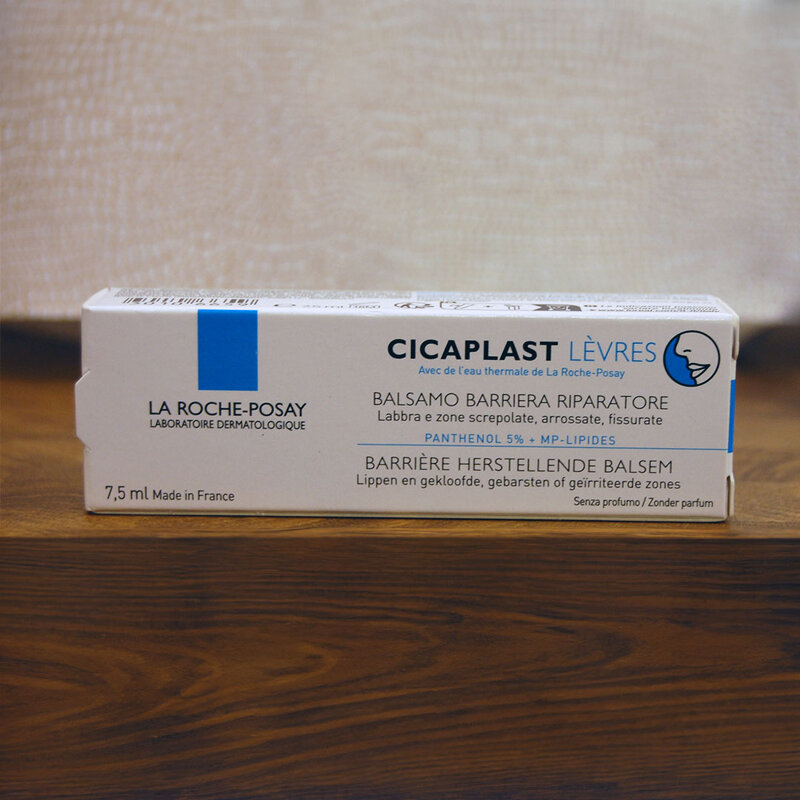 LA ROCHE-POSAY
LABORATOIRE DERMATOLOGIQUE
7,5 ml Made in France
CICAPLAST LÈVRES
Avec de l'eau thermale de La Roche-Posay
BALSAMO BARRIERA RIPARATORE
Labbra e zone screpolate, arrossate, fissurate
PANTHENOL 5% + MP-LIPIDES
BARRIÈRE HERSTELLENDE BALSEM
Lippen en gekloofde, gebarsten of geïrriteerde zones
Senza profumo / Zonder parfum